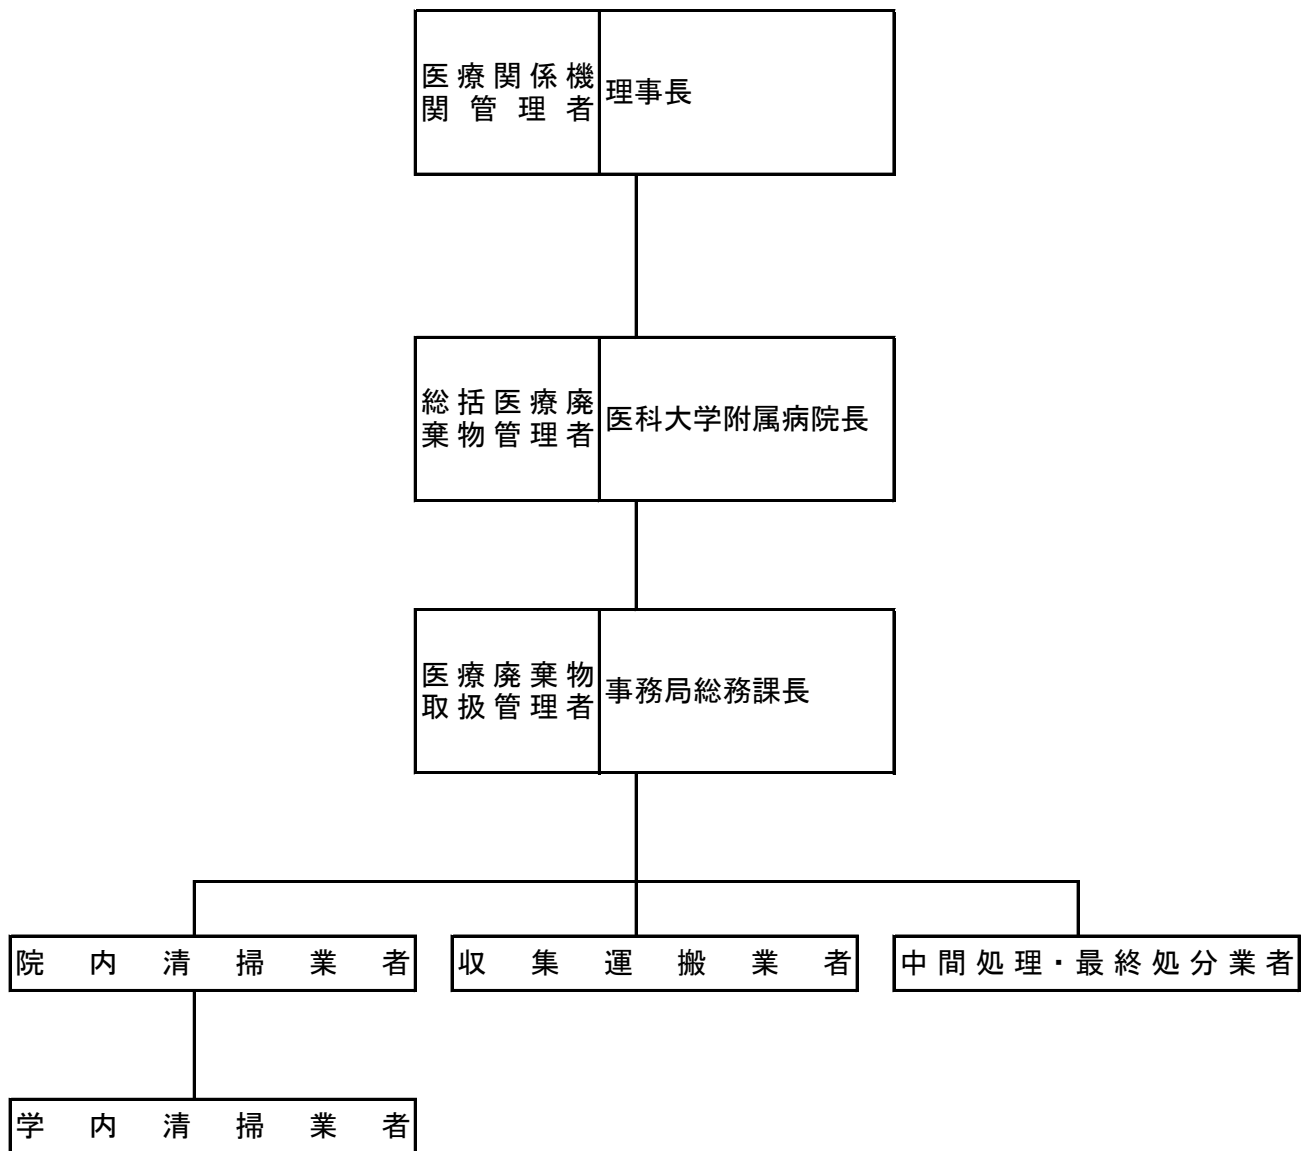 医療関係機
関管理者
理事長
総括医療廃
棄物管理者
医科大学附属病院長
医療廃棄物
取扱管理者
事務局総務課長
院内清掃業者
収集運搬業者
中間処理・最終処分業者
学内清掃業者